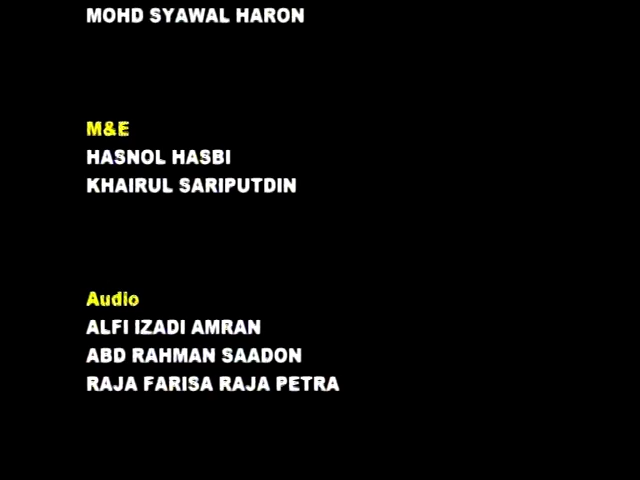 MOHD SYAWAL HARON
M&E
HASNOL HASBI
KHAIRUL SARIPUTDIN
Audio
ALFI IZADI AMRAN
ABD RAHMAN SAADON
RAJA FARISA RAJA PETRA